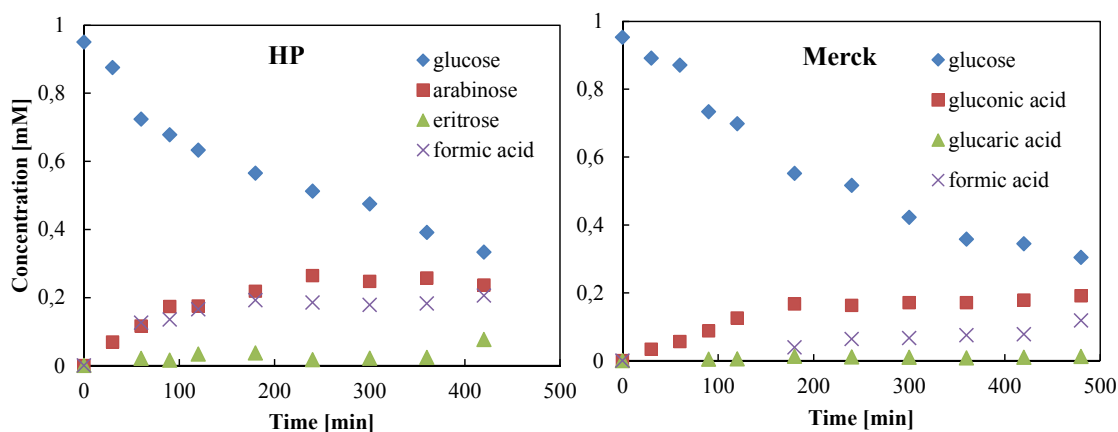 HP
Concentration [mM]
1
0,8
0,6
0,4
0,2
0
glucose
arabinose
eritrose
formic acid
0
100
200
300
400
500
Time [min]
Merck
1
0,8
0,6
0,4
0,2
0
glucose
gluconic acid
glucaric acid
formic acid
0
100
200
300
400
500
Time [min]